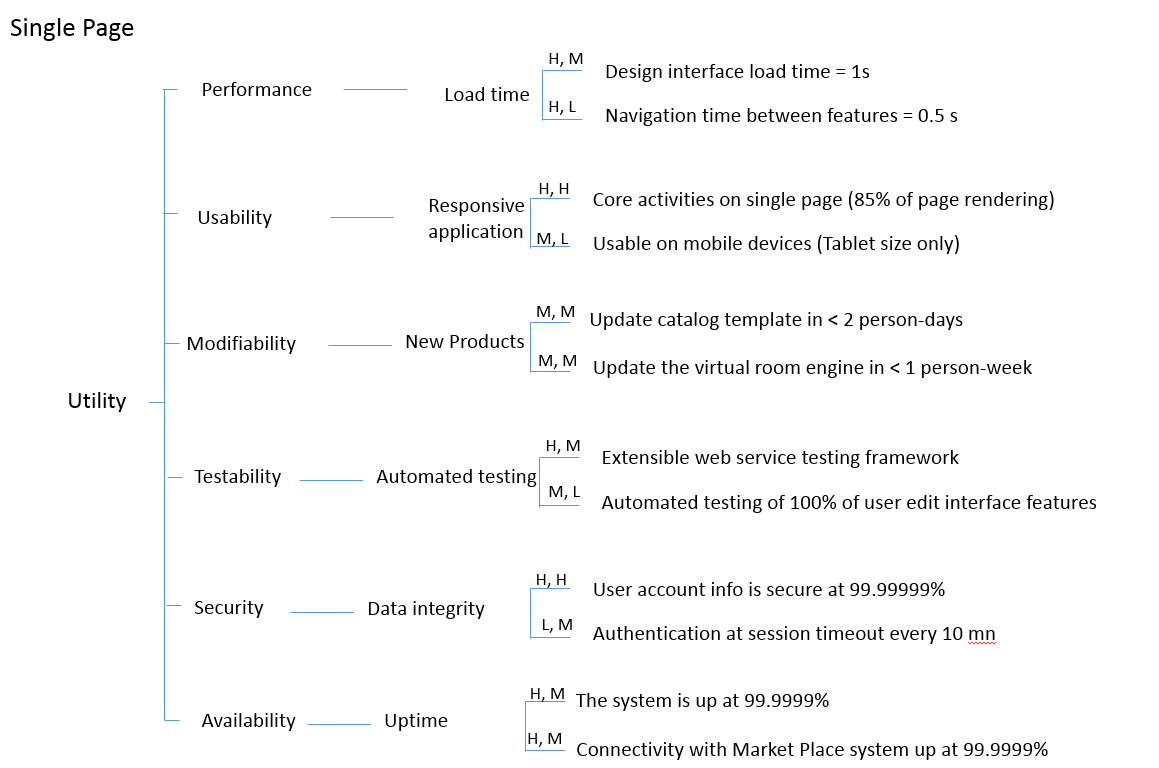 Single Page
H, M
Design interface load time = 1s
Performance
Load time
H, L
Navigation time between features = 0.5 s
H, H
Core activities on single page (85% of page rendering)
Usability
Responsive
application
M, L
Usable on mobile devices (Tablet size only)
M, M
Update catalog template in < 2 person-days
Modifiability
New Products
M, M
Update the virtual room engine in < 1 person-week
Utility
H, M
Extensible web service testing framework
Testability
Automated testing
M, L
Automated testing of 100% of user edit interface features
H, H
User account info is secure at 99.99999%
Security
Data integrity
L, M
Authentication at session timeout every 10 mn
H, M
The system is up at 99.9999%
Availability
Uptime
H, M
Connectivity with Market Place system up at 99.9999%